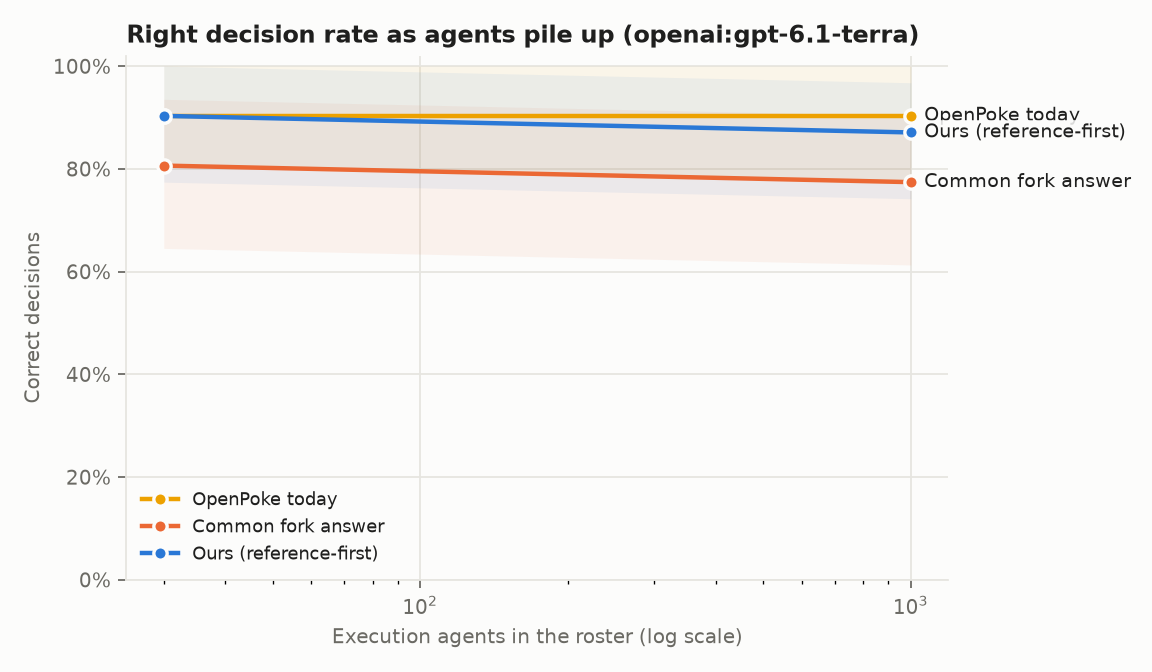 Right decision rate as agents pile up (openai:gpt-6.1-terra)
100%
80%
60%
40%
20%
0%
Correct decisions
OpenPoke today
Ours (reference-first)
Common fork answer
OpenPoke today
Common fork answer
Ours (reference-first)
10²
10³
Execution agents in the roster (log scale)